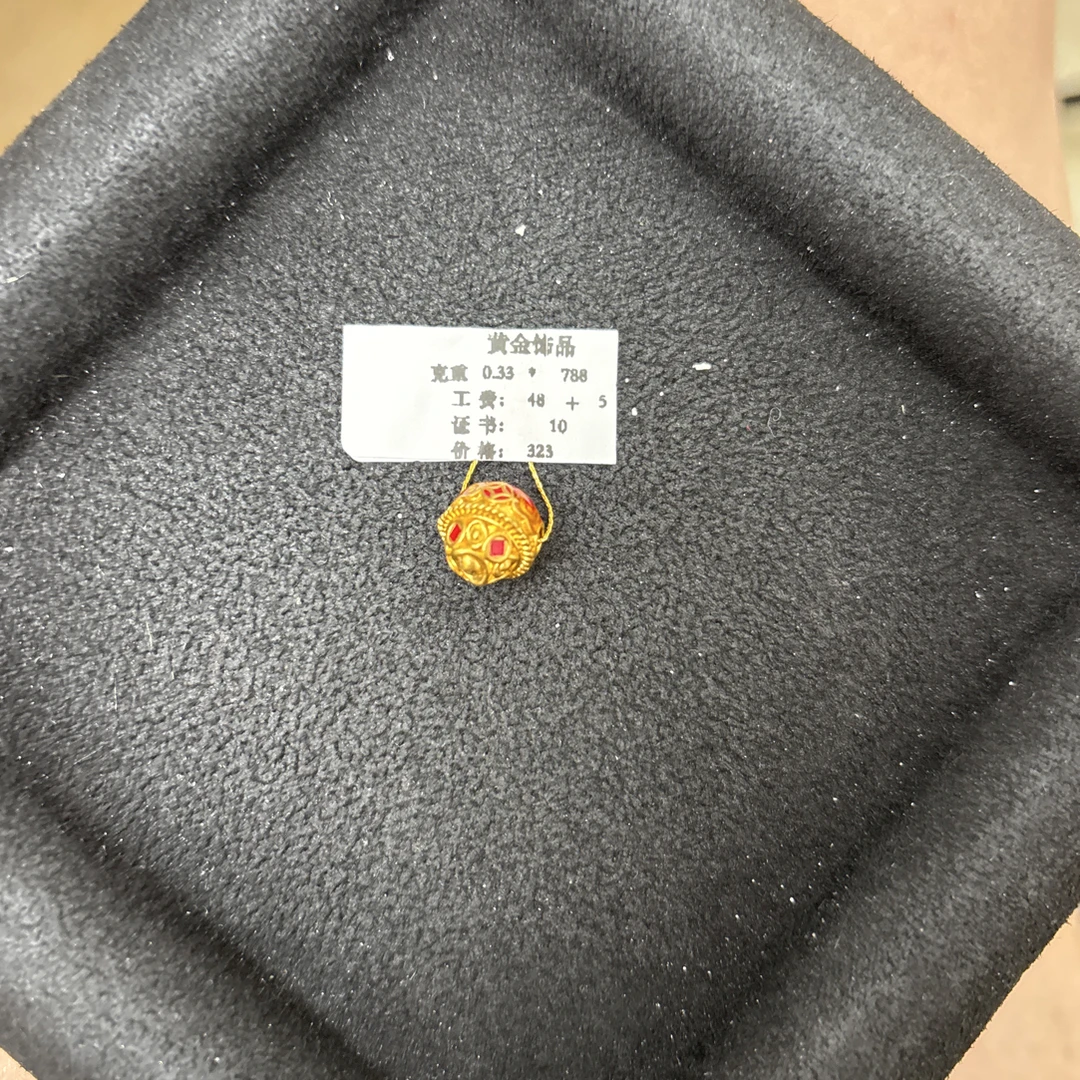 黄金饰品
克重 0.33 * 788
工 费： 48 + 5
证 书： 10
价 格： 323